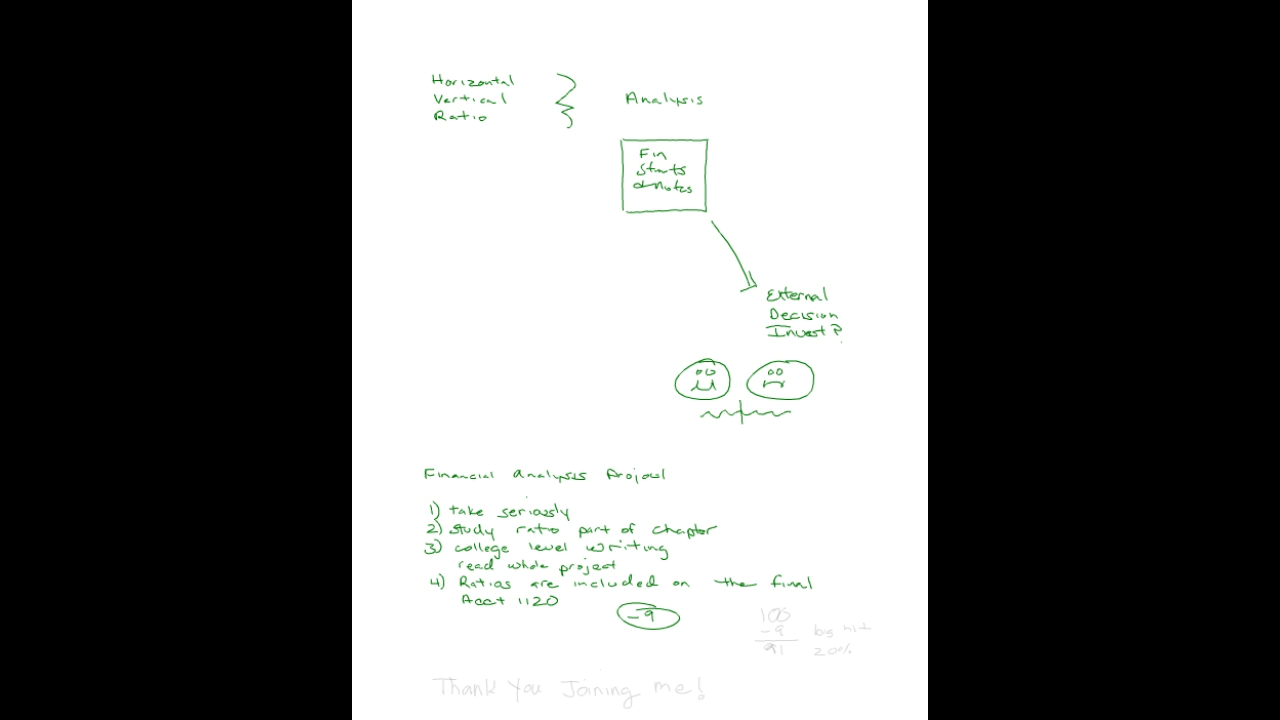 Horizontal
Vertical
Ratio
Analysis
Fin
Stmts
& notes
External
Decision
Invest?
Financial Analysis Project
1) take seriously
2) study ratio part of chapter
3) college level writing
read whole project
4) Ratios are included on the final
Acct 1120
-9
100
-9
91
big hit
20%
Thank You Joining me!